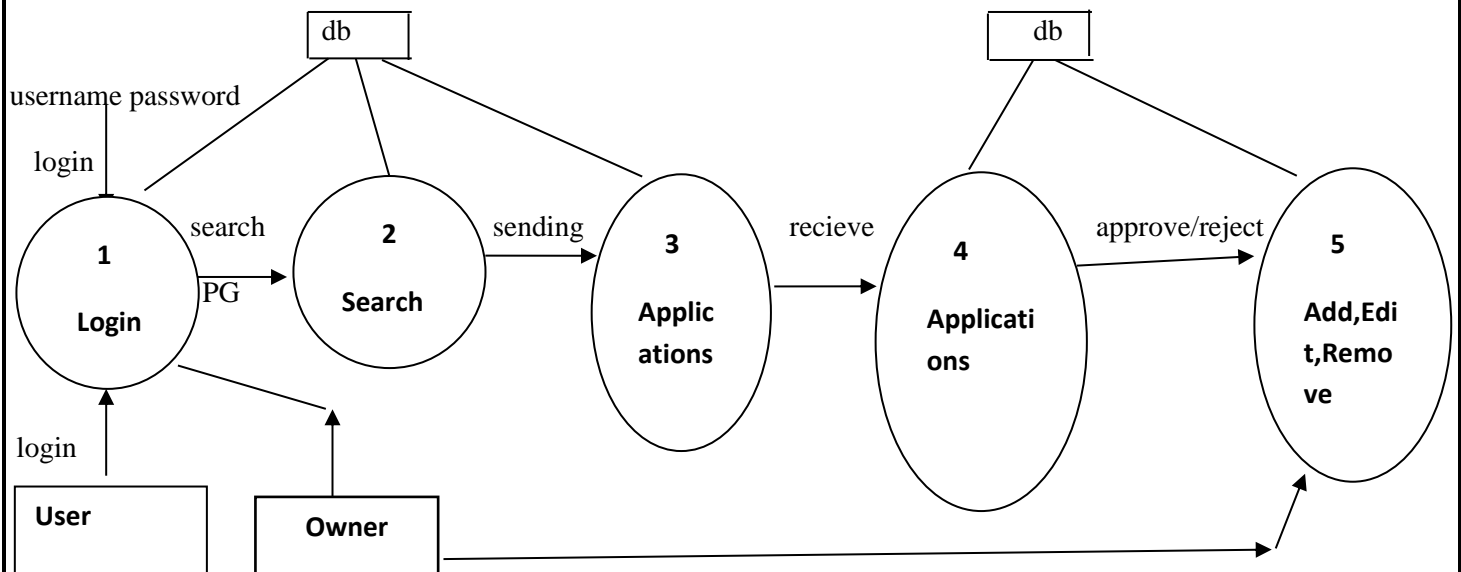 db
db
username password
login
search
PG
sending
recieve
approve/reject
1
Login
2
Search
3
Applic
ations
4
Applicati
ons
5
Add,Edi
t,Remo
ve
login
User
Owner